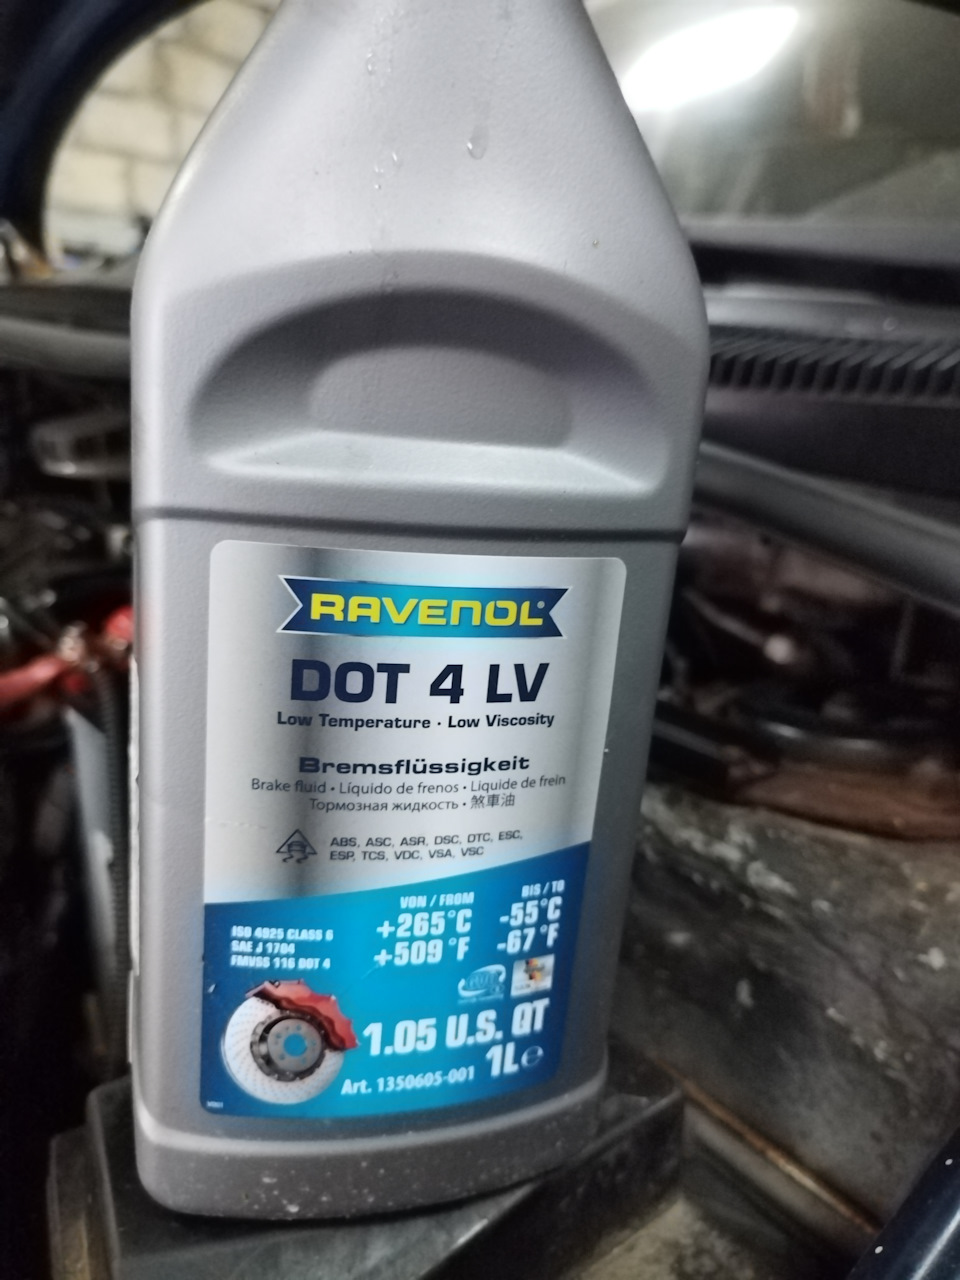 RAVENOL®
DOT 4 LV
Low Temperature · Low Viscosity
Bremsflüssigkeit
Brake fluid • Líquido de frenos • Liquide de frein
Тормозная жидкость • 煞車油
ABS, ASC, ASR, DSC, DTC, ESC,
ESP, TCS, VDC, VSA, VSC
ISO 4925 CLASS 6
SAE J 1704
FMVSS 116 DOT 4
VON / FROM
+265°C
+509 °F
BIS / TO
-55°C
-67 °F
1.05 U.S. QT
1L℮
Art. 1350605-001